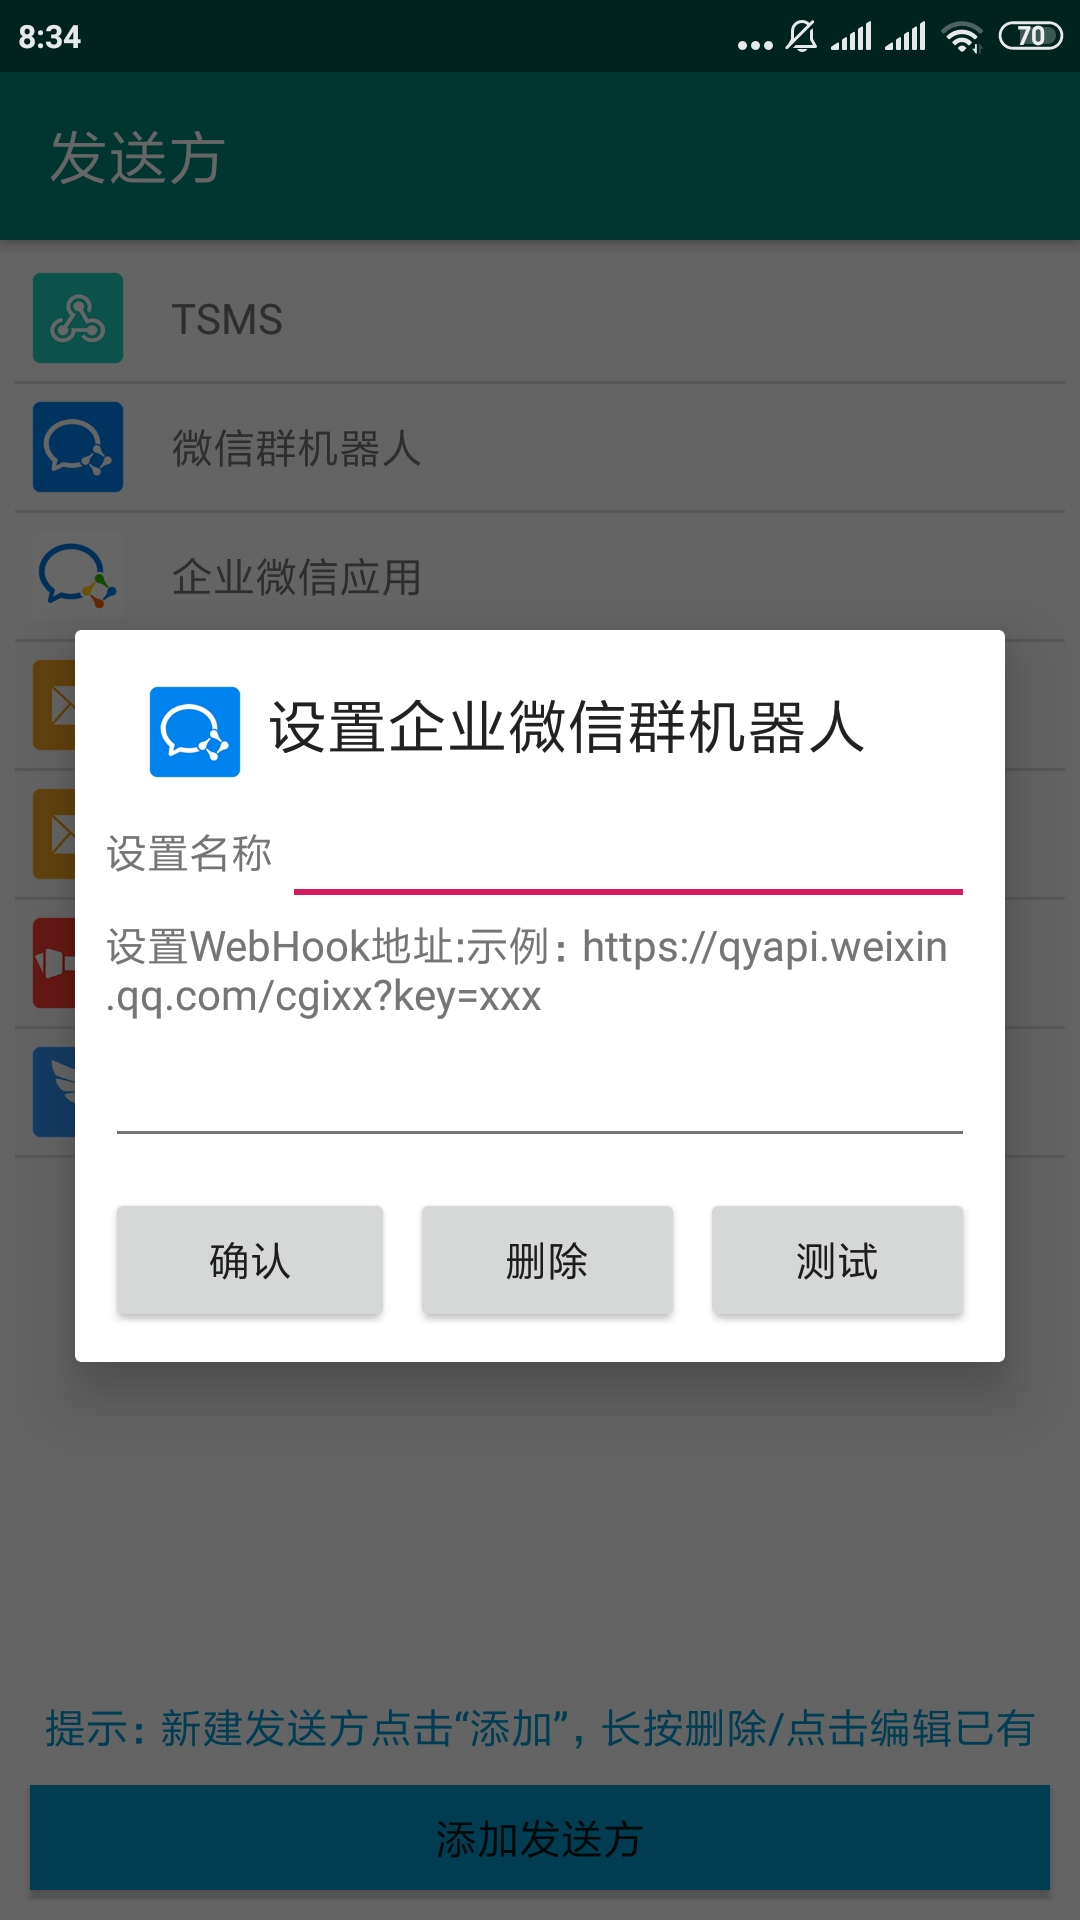 8:34
70
发送方
TSMS
微信群机器人
企业微信应用
设置企业微信群机器人
设置名称
设置WebHook地址:示例：https://qyapi.weixin
.qq.com/cgixx?key=xxx
确认 删除 测试
提示：新建发送方点击“添加”，长按删除/点击编辑已有
添加发送方